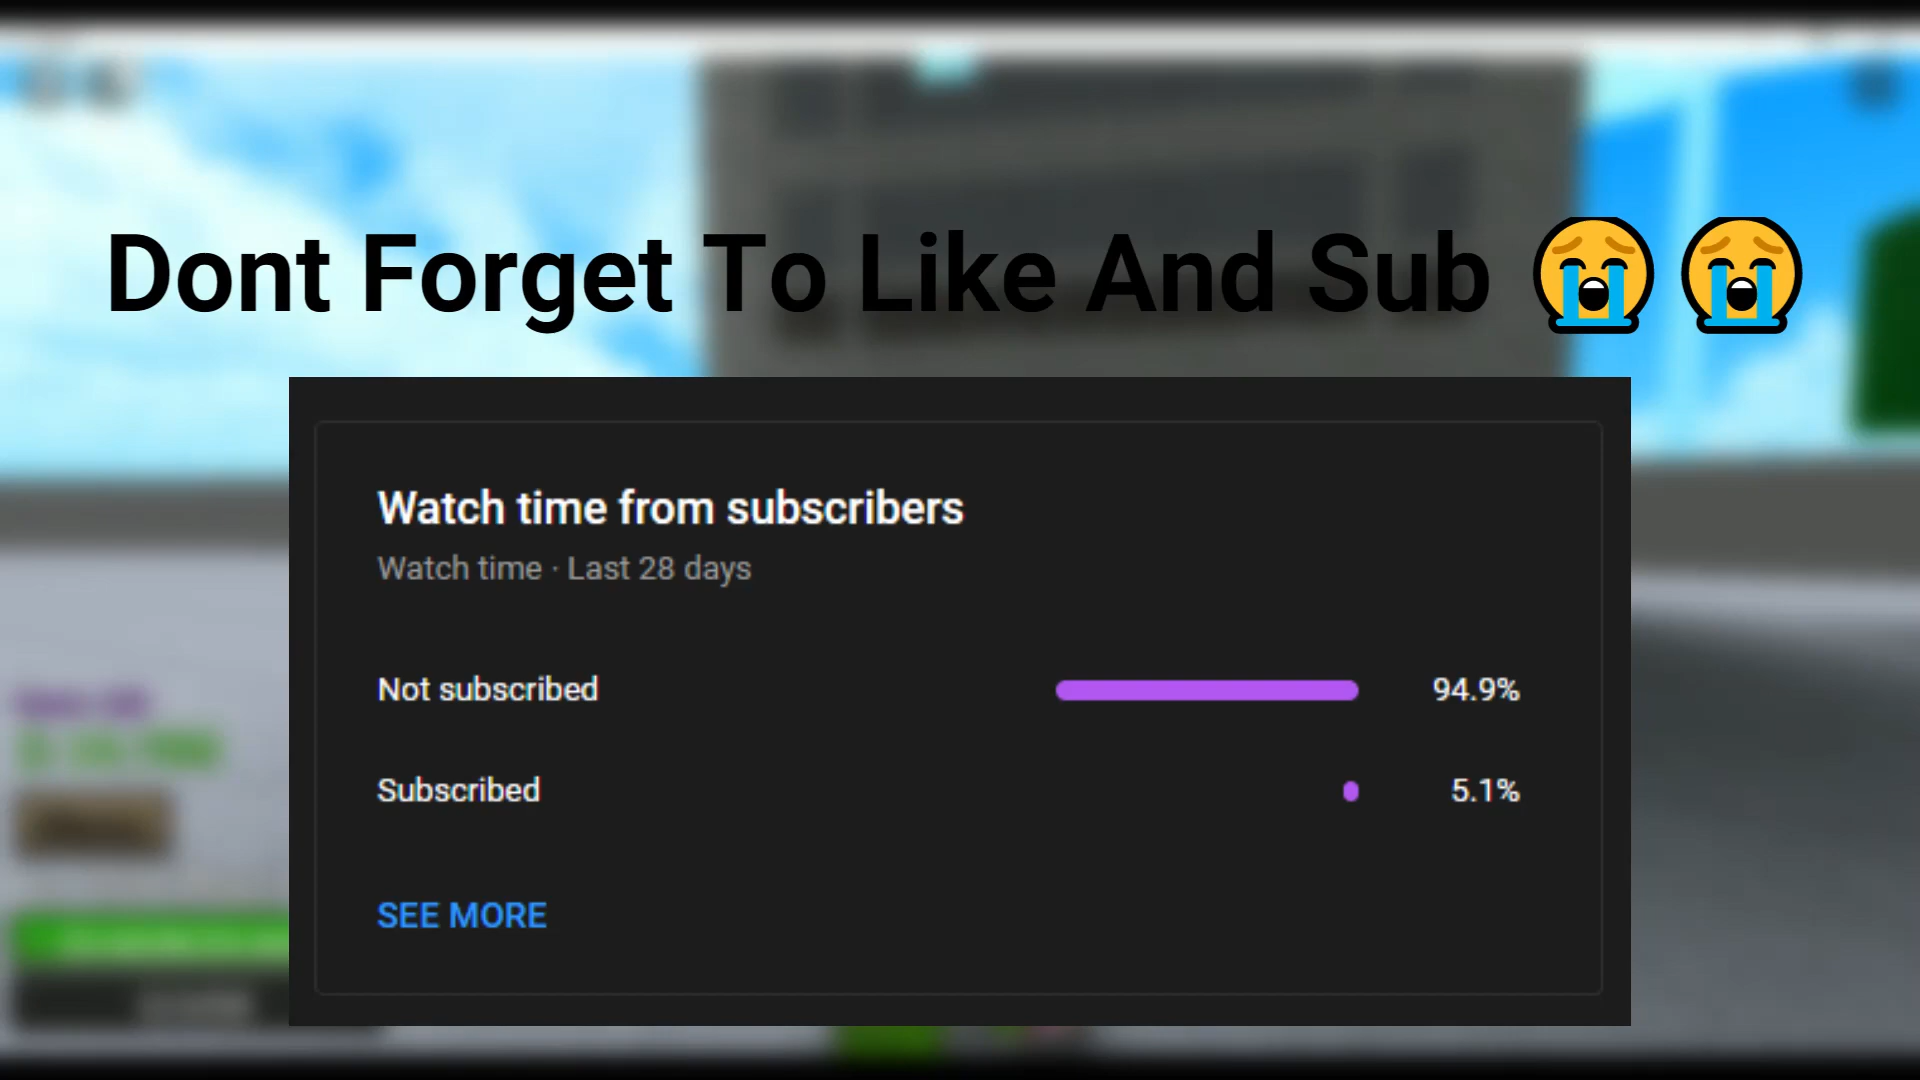 Dont Forget To Like And Sub 😭 😭
Watch time from subscribers
Watch time · Last 28 days
Not subscribed 94.9%
Subscribed 5.1%
SEE MORE